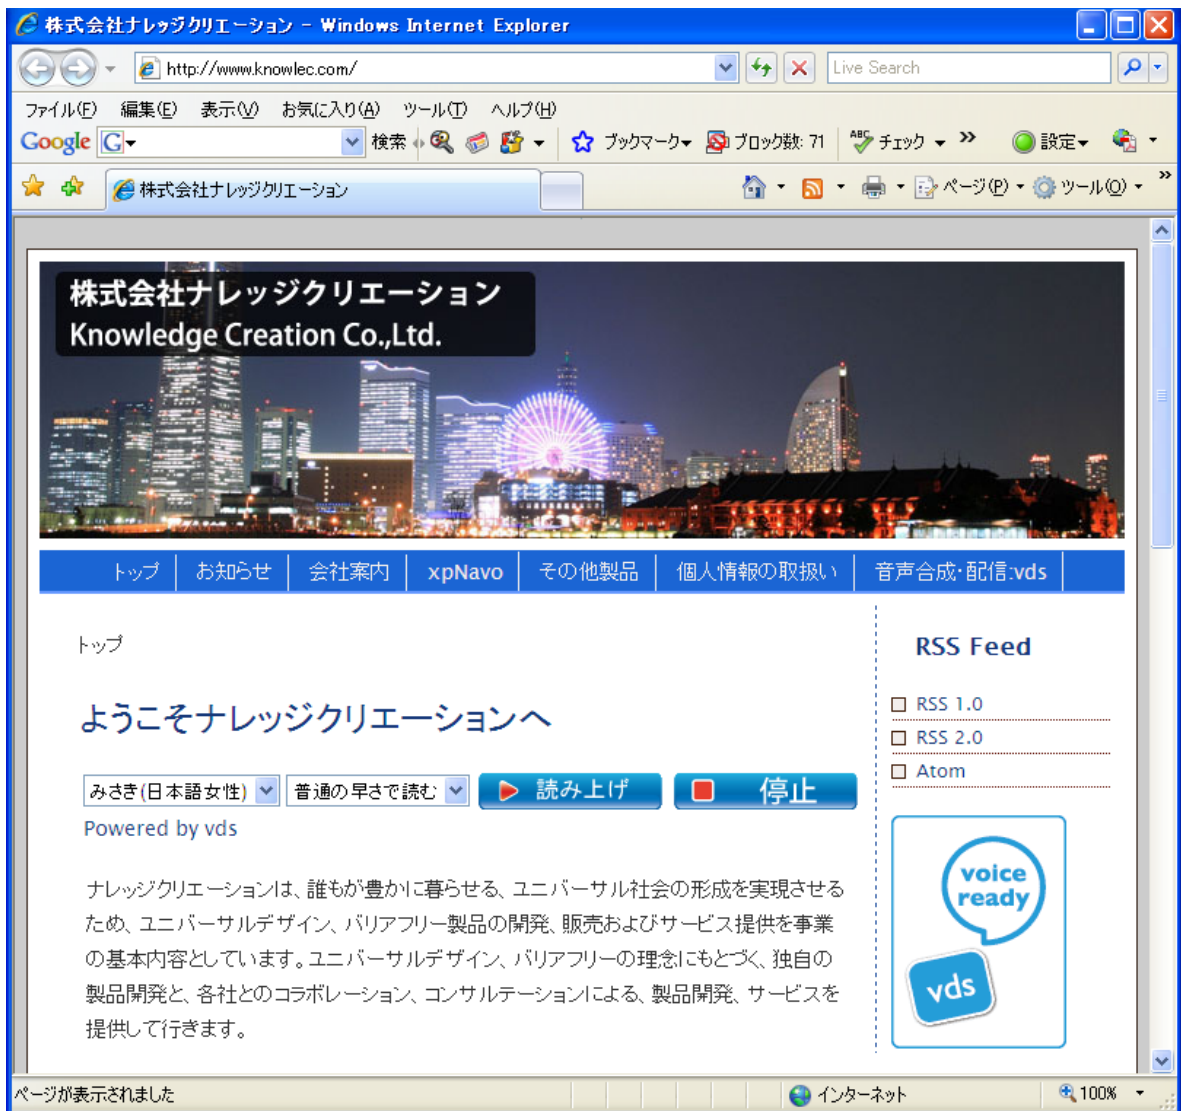 株式会社ナレッジクリエーション - Windows Internet Explorer
http://www.knowlec.com/
Live Search
ファイル(F) 編集(E) 表示(V) お気に入り(A) ツール(T) ヘルプ(H)
Google G 検索 ブックマーク ブロック数: 71 ABC チェック » 設定
株式会社ナレッジクリエーション ページ(P) ツール(O) »
株式会社ナレッジクリエーション
Knowledge Creation Co.,Ltd.
トップ お知らせ 会社案内 xpNavo その他製品 個人情報の取扱い 音声合成・配信:vds
トップ
ようこそナレッジクリエーションへ
みさき(日本語女性) 普通の早さで読む 読み上げ 停止
Powered by vds
ナレッジクリエーションは、誰もが豊かに暮らせる、ユニバーサル社会の形成を実現させる
ため、ユニバーサルデザイン、バリアフリー製品の開発、販売およびサービス提供を事業
の基本内容としています。ユニバーサルデザイン、バリアフリーの理念にもとづく、独自の
製品開発と、各社とのコラボレーション、コンサルテーションによる、製品開発、サービスを
提供して行きます。
RSS Feed
RSS 1.0
RSS 2.0
Atom
voice
ready
vds
ページが表示されました インターネット 100%